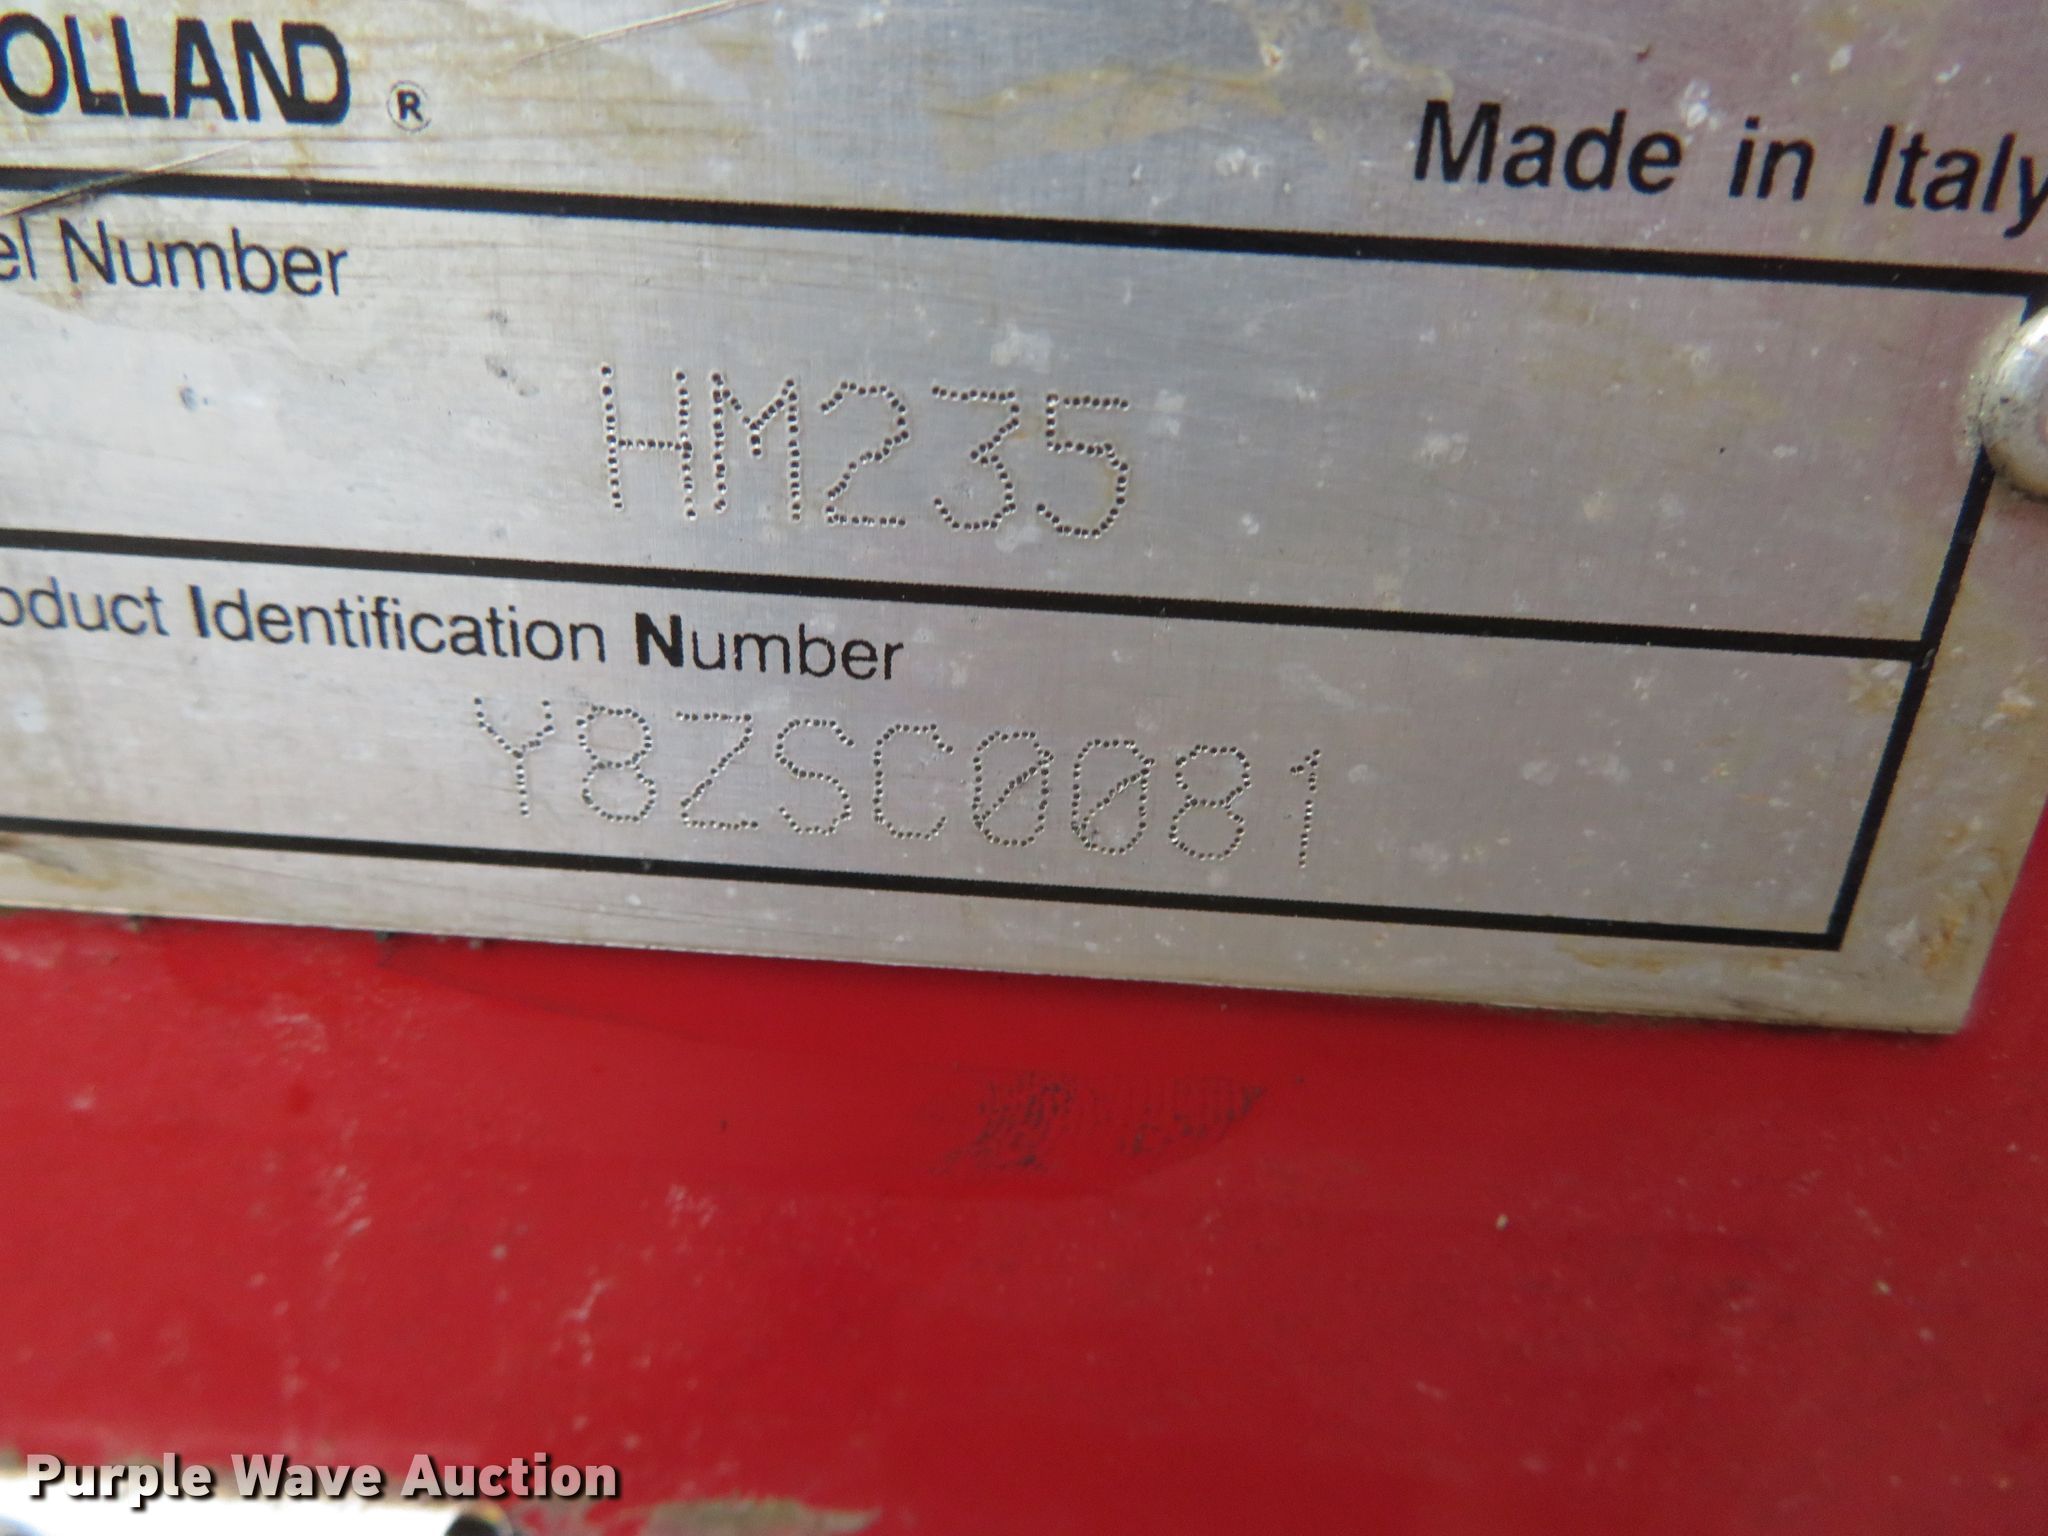 OLLAND ®
Made in Italy
el Number
HM235
oduct Identification Number
Y8ZSC0081
Purple Wave Auction